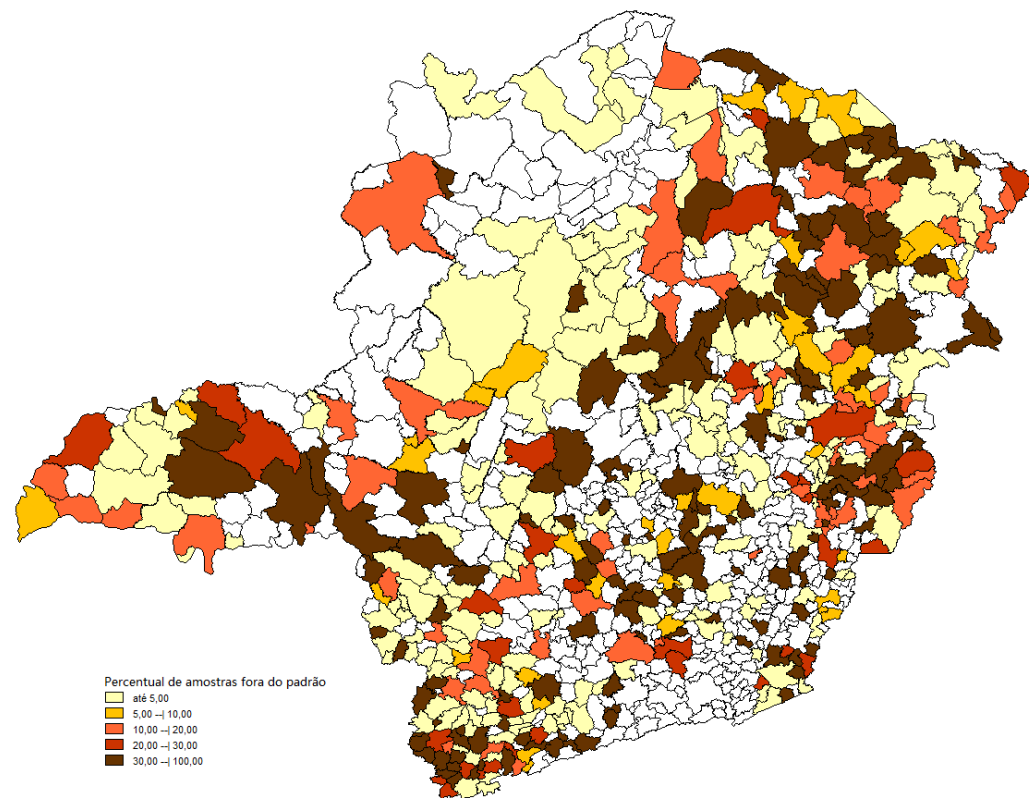 Percentual de amostras fora do padrão
até 5,00
5,00 --| 10,00
10,00 --| 20,00
20,00 --| 30,00
30,00 --| 100,00